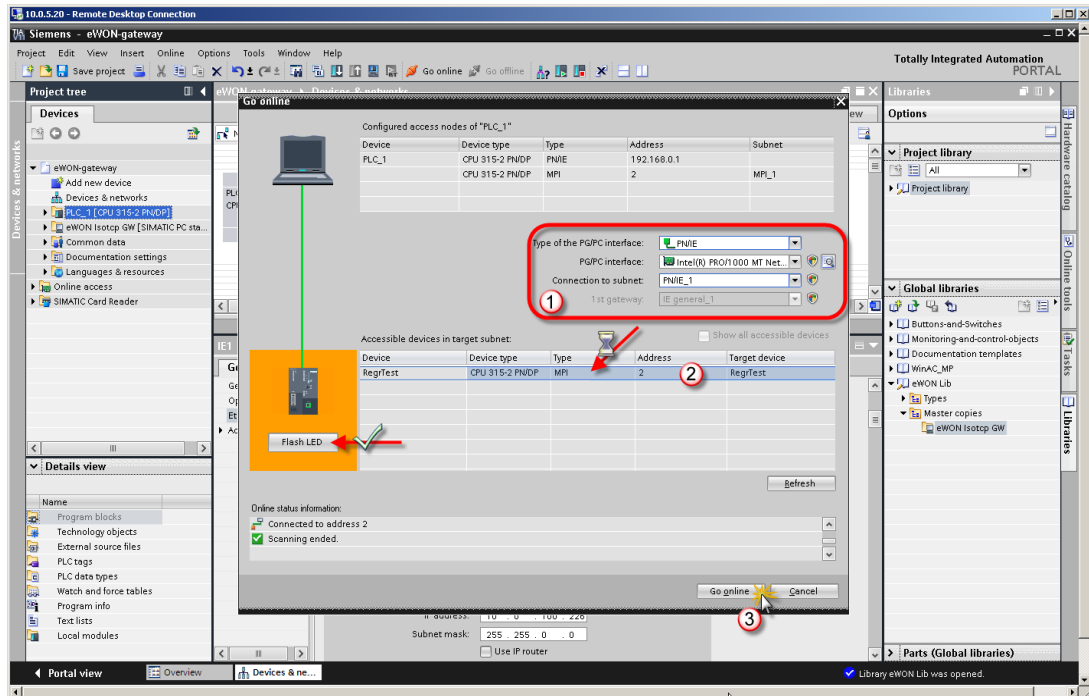 10.0.5.20 - Remote Desktop Connection
Siemens - eWON-gateway
Project Edit View Insert Online Options Tools Window Help
Totally Integrated Automation
PORTAL
Save project
Go online
Go offline
Project tree
Devices
eWON-gateway
Add new device
Devices & networks
PLC_1 [CPU 315-2 PN/DP]
eWON Isotcp GW [SIMATIC PC sta...
Common data
Documentation settings
Languages & resources
Online access
SIMATIC Card Reader
Devices & networks
Details view
Name
Program blocks
Technology objects
External source files
PLC tags
PLC data types
Watch and force tables
Program info
Text lists
Local modules
Go online
Configured access nodes of "PLC_1"
Device Device type Type Address Subnet
PLC_1 CPU 315-2 PN/DP PN/IE 192.168.0.1
CPU 315-2 PN/DP MPI 2 MPI_1
Type of the PG/PC interface: PN/IE
PG/PC interface: Intel(R) PRO/1000 MT Net...
Connection to subnet: PN/IE_1
1st gateway: IE general_1
1
Accessible devices in target subnet:
Show all accessible devices
Device Device type Type Address Target device
RegrTest CPU 315-2 PN/DP MPI 2 RegrTest
2
Flash LED
Refresh
Online status information:
Connected to address 2
Scanning ended.
Go online
Cancel
3
Subnet mask: 255 . 255 . 0 . 0
Use IP router
Libraries
Options
Project library
All
Project library
Global libraries
Buttons-and-Switches
Monitoring-and-control-objects
Documentation templates
WinAC_MP
eWON Lib
Types
Master copies
eWON Isotcp GW
Parts (Global libraries)
Hardware catalog
Online tools
Tasks
Libraries
Portal view
Overview
Devices & ne...
Library eWON Lib was opened.